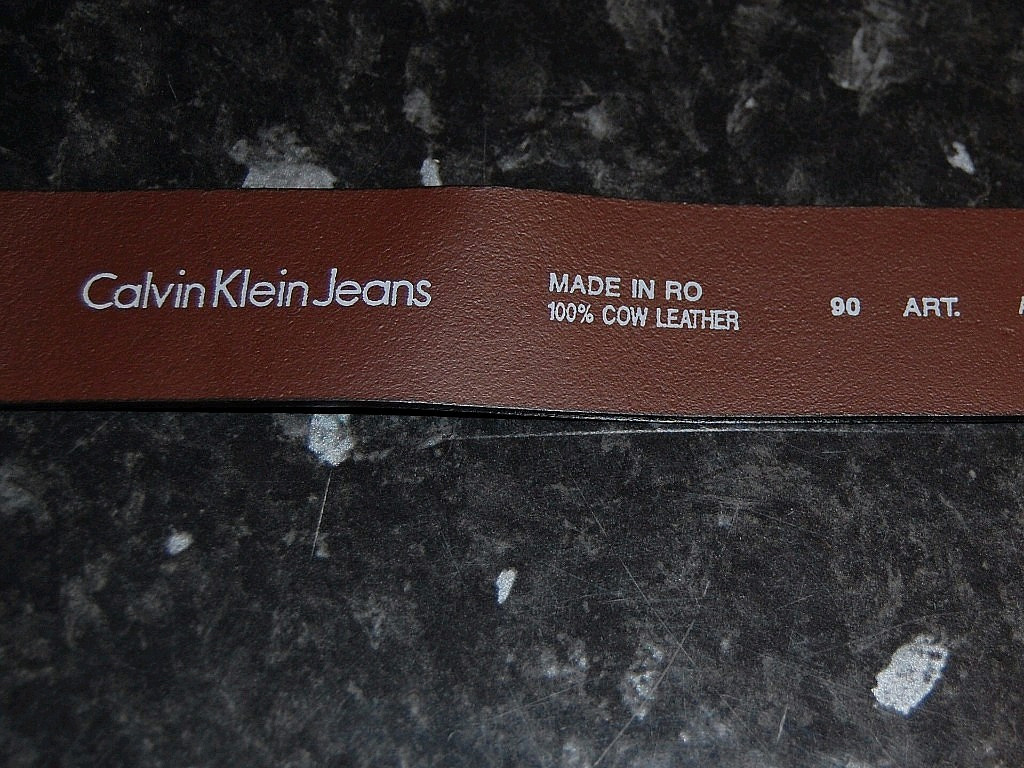 Calvin Klein Jeans
MADE IN RO
100% COW LEATHER
90 ART.